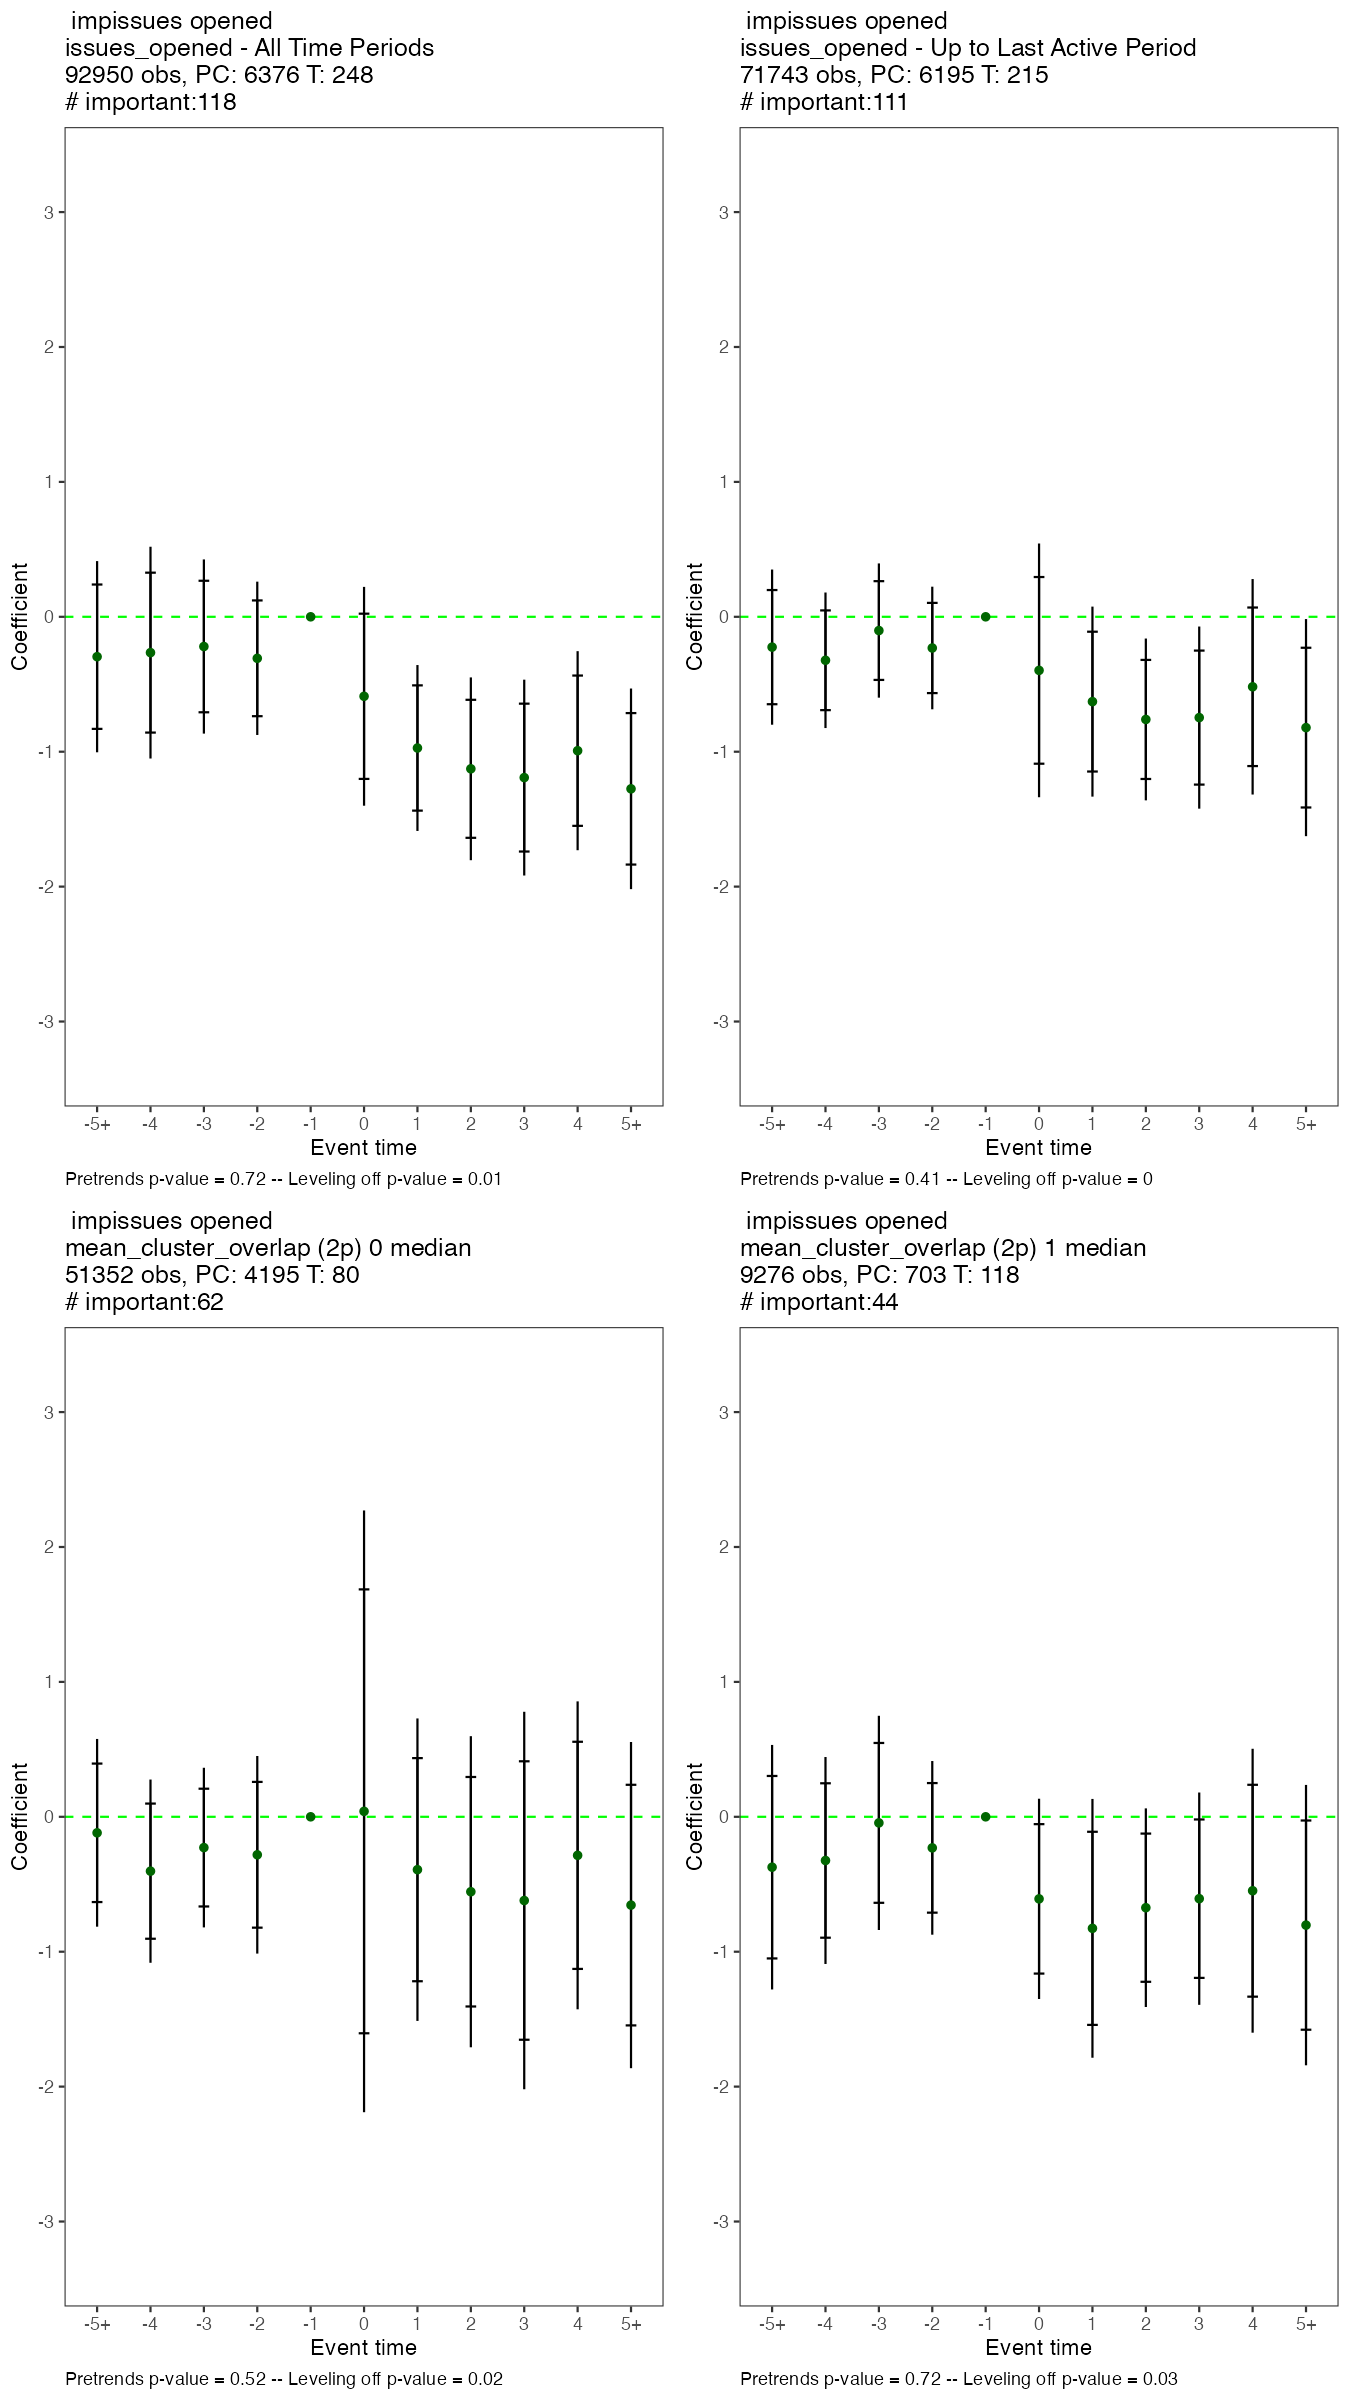 impissues opened
issues_opened - All Time Periods
92950 obs, PC: 6376 T: 248
# important:118
3
2
1
0
-1
-2
-3
Coefficient
-5+ -4 -3 -2 -1 0 1 2 3 4 5+
Event time
Pretrends p-value = 0.72 -- Leveling off p-value = 0.01
impissues opened
issues_opened - Up to Last Active Period
71743 obs, PC: 6195 T: 215
# important:111
3
2
1
0
-1
-2
-3
Coefficient
-5+ -4 -3 -2 -1 0 1 2 3 4 5+
Event time
Pretrends p-value = 0.41 -- Leveling off p-value = 0
impissues opened
mean_cluster_overlap (2p) 0 median
51352 obs, PC: 4195 T: 80
# important:62
3
2
1
0
-1
-2
-3
Coefficient
-5+ -4 -3 -2 -1 0 1 2 3 4 5+
Event time
Pretrends p-value = 0.52 -- Leveling off p-value = 0.02
impissues opened
mean_cluster_overlap (2p) 1 median
9276 obs, PC: 703 T: 118
# important:44
3
2
1
0
-1
-2
-3
Coefficient
-5+ -4 -3 -2 -1 0 1 2 3 4 5+
Event time
Pretrends p-value = 0.72 -- Leveling off p-value = 0.03